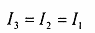 I₃ = I₂ = I₁